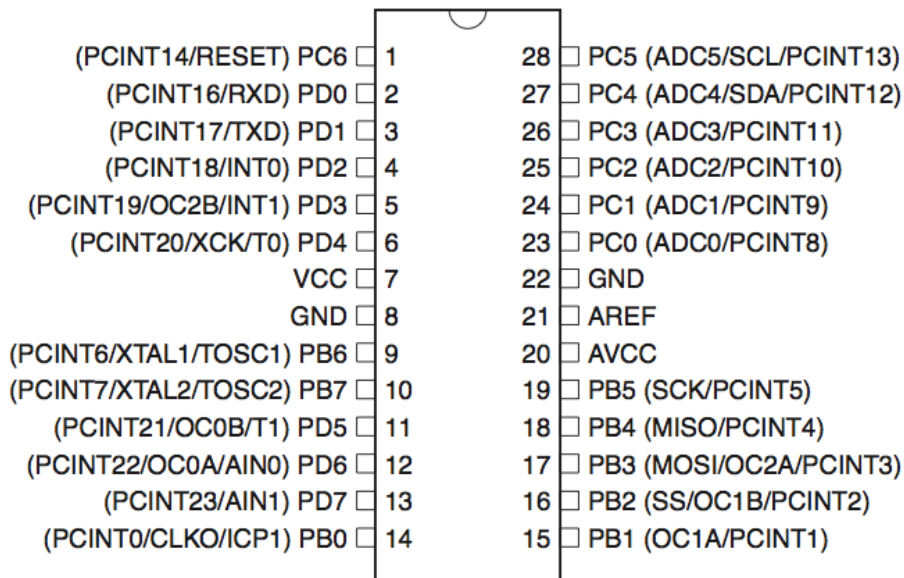 (PCINT14/RESET) PC6 1 28 PC5 (ADC5/SCL/PCINT13)
(PCINT16/RXD) PD0 2 27 PC4 (ADC4/SDA/PCINT12)
(PCINT17/TXD) PD1 3 26 PC3 (ADC3/PCINT11)
(PCINT18/INT0) PD2 4 25 PC2 (ADC2/PCINT10)
(PCINT19/OC2B/INT1) PD3 5 24 PC1 (ADC1/PCINT9)
(PCINT20/XCK/T0) PD4 6 23 PC0 (ADC0/PCINT8)
VCC 7 22 GND
GND 8 21 AREF
(PCINT6/XTAL1/TOSC1) PB6 9 20 AVCC
(PCINT7/XTAL2/TOSC2) PB7 10 19 PB5 (SCK/PCINT5)
(PCINT21/OC0B/T1) PD5 11 18 PB4 (MISO/PCINT4)
(PCINT22/OC0A/AIN0) PD6 12 17 PB3 (MOSI/OC2A/PCINT3)
(PCINT23/AIN1) PD7 13 16 PB2 (SS/OC1B/PCINT2)
(PCINT0/CLKO/ICP1) PB0 14 15 PB1 (OC1A/PCINT1)